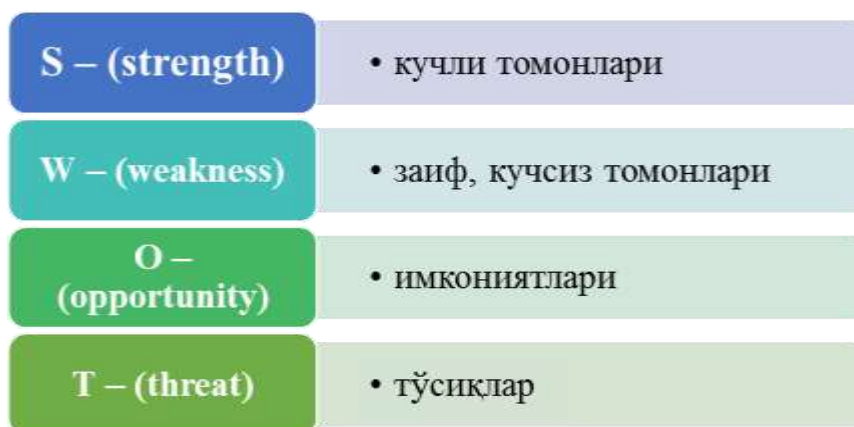 S – (strength)
• кучли томонлари
W – (weakness)
• заиф, кучсиз томонлари
O –
(opportunity)
• имкониятлари
T – (threat)
• тўсиқлар